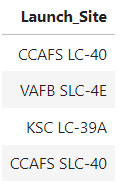 Launch_Site
CCAFS LC-40
VAFB SLC-4E
KSC LC-39A
CCAFS SLC-40